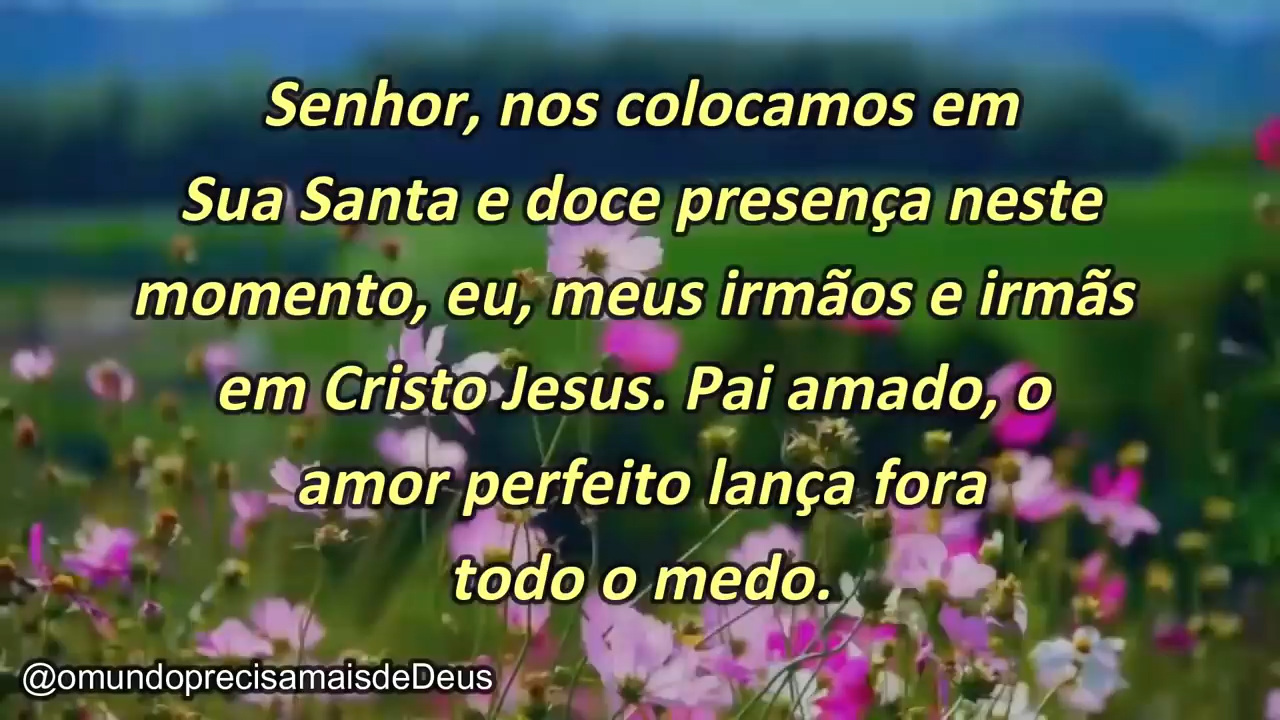 Senhor, nos colocamos em
Sua Santa e doce presença neste
momento, eu, meus irmãos e irmãs
em Cristo Jesus. Pai amado, o
amor perfeito lança fora
todo o medo.
@omundoprecisamaisdeDeus